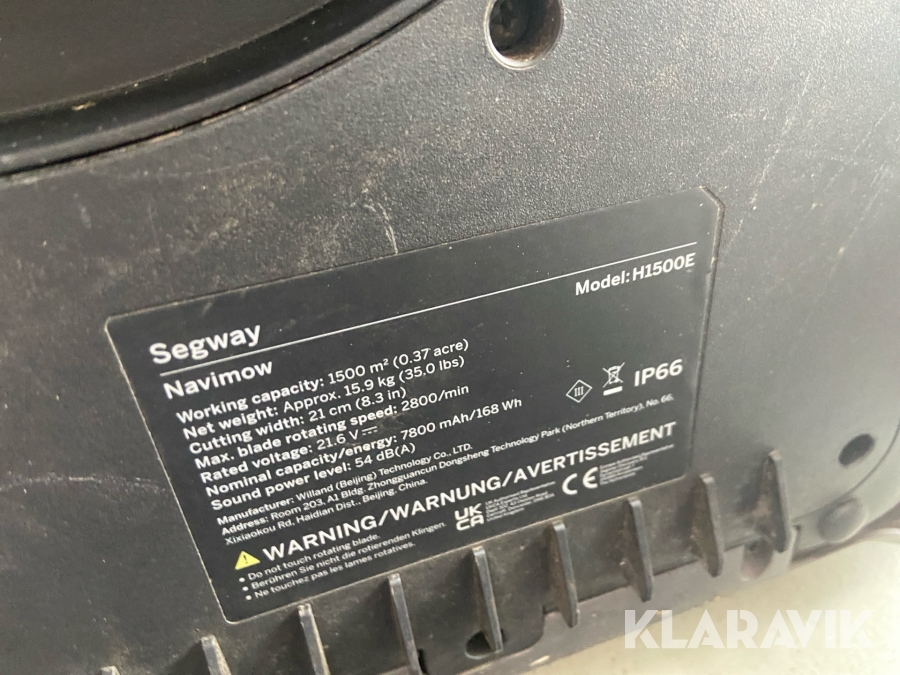 Segway
Model: H1500E
Navimow
Working capacity: 1500 m² (0.37 acre)
Net weight: Approx. 15.9 kg (35.0 lbs)
Cutting width: 21 cm (8.3 in)
Max. blade rotating speed: 2800/min
Rated voltage: 21.6 V
Nominal capacity/energy: 7800 mAh/168 Wh
Sound power level: 54 dB(A)
III
IP66
Manufacturer: Willand (Beijing) Technology Co., LTD.
Address: Room 203, A1 Bldg, Zhongguancun Dongsheng Technology Park (Northern Territory), No. 66,
Xixiaokou Rd, Haidian Dist., Beijing, China.
WARNING/WARNUNG/AVERTISSEMENT
• Do not touch rotating blade.
• Berühren Sie nicht die rotierenden Klingen.
• Ne touchez pas les lames rotatives.
UK
CA
CE
KLARAVIK